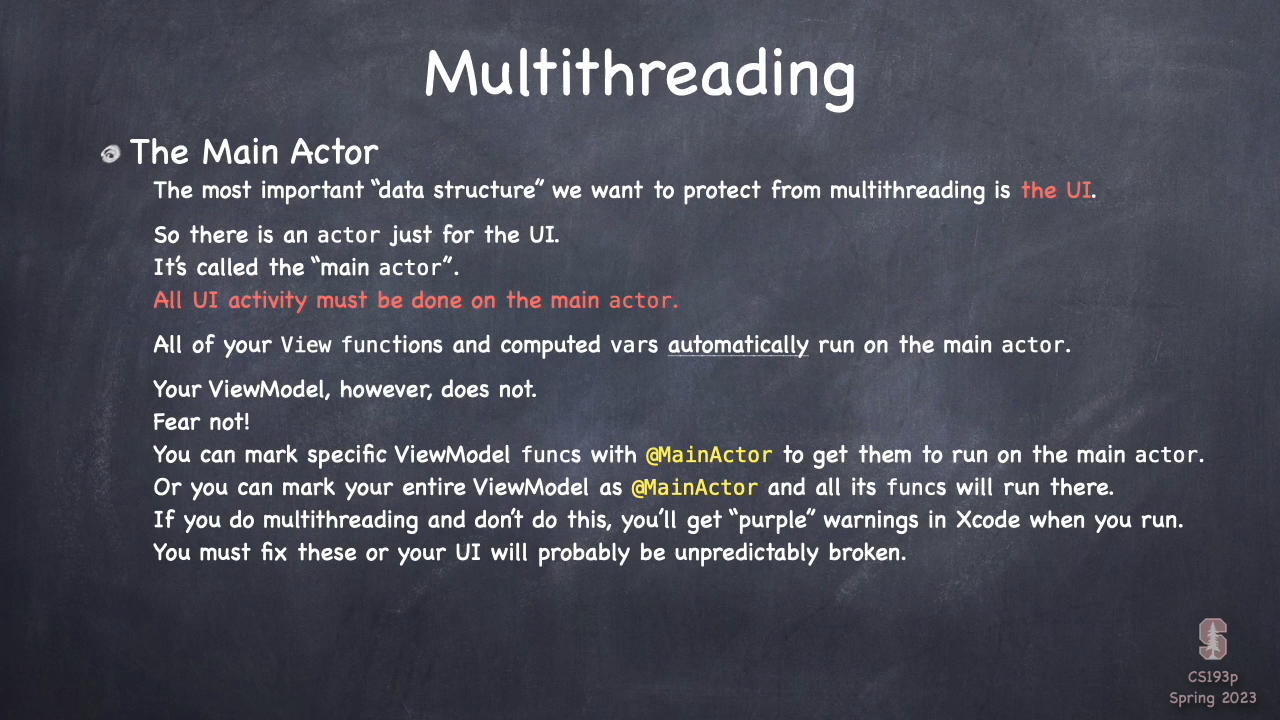 Multithreading
The Main Actor
The most important “data structure” we want to protect from multithreading is the UI.
So there is an actor just for the UI.
It’s called the “main actor”.
All UI activity must be done on the main actor.
All of your View functions and computed vars automatically run on the main actor.
Your ViewModel, however, does not.
Fear not!
You can mark specific ViewModel funcs with @MainActor to get them to run on the main actor.
Or you can mark your entire ViewModel as @MainActor and all its funcs will run there.
If you do multithreading and don’t do this, you’ll get “purple” warnings in Xcode when you run.
You must fix these or your UI will probably be unpredictably broken.
S
CS193p
Spring 2023